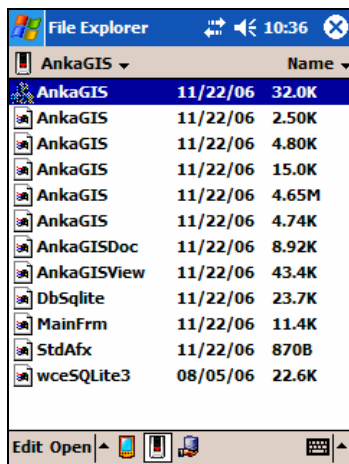 File Explorer 10:36
AnkaGIS Name
AnkaGIS 11/22/06 32.0K
AnkaGIS 11/22/06 2.50K
AnkaGIS 11/22/06 4.80K
AnkaGIS 11/22/06 15.0K
AnkaGIS 11/22/06 4.65M
AnkaGIS 11/22/06 4.74K
AnkaGISDoc 11/22/06 8.92K
AnkaGISView 11/22/06 43.4K
DbSqlite 11/22/06 23.7K
MainFrm 11/22/06 11.4K
StdAfx 11/22/06 870B
wceSQLite3 08/05/06 22.6K
Edit Open